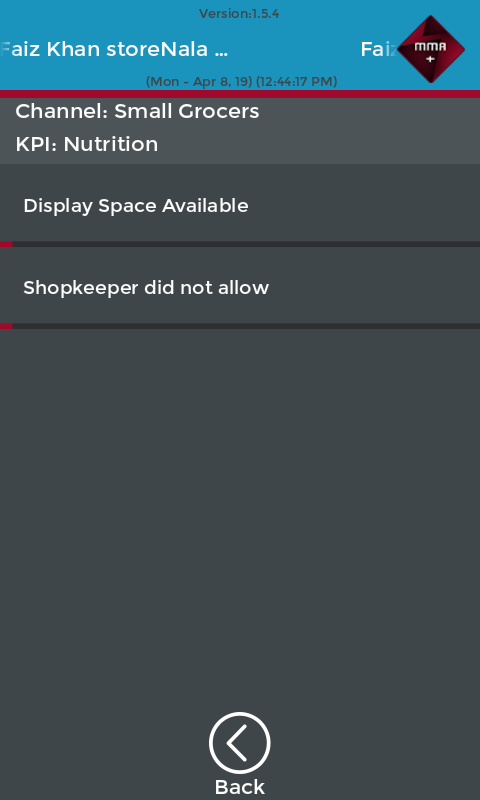 Version:1.5.4
Faiz Khan storeNala ... Faiz
MMA
+
(Mon - Apr 8, 19) (12:44:17 PM)
Channel: Small Grocers
KPI: Nutrition
Display Space Available
Shopkeeper did not allow
Back